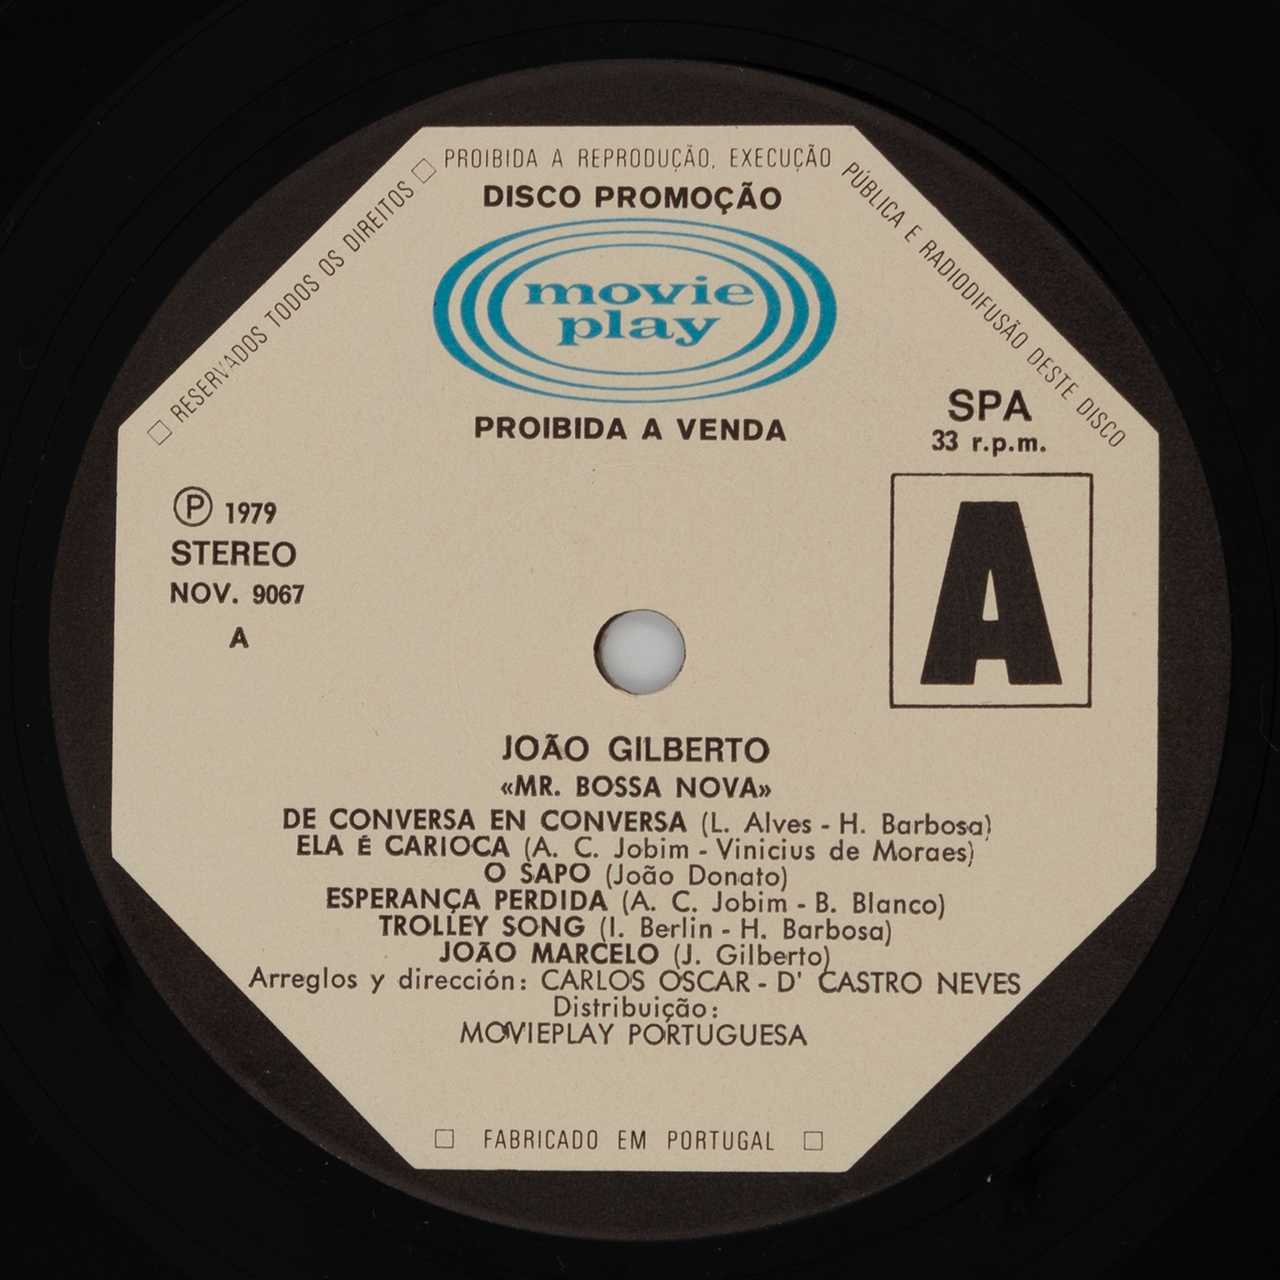 □ RESERVADOS TODOS OS DIREITOS □ PROIBIDA A REPRODUÇÃO, EXECUÇÃO PÚBLICA E RADIODIFUSÃO DESTE DISCO
DISCO PROMOÇÃO
movie
play
PROIBIDA A VENDA
SPA
33 r.p.m.
Ⓟ 1979
STEREO
NOV. 9067
A
A
JOÃO GILBERTO
«MR. BOSSA NOVA»
DE CONVERSA EN CONVERSA (L. Alves - H. Barbosa)
ELA É CARIOCA (A. C. Jobim - Vinicius de Moraes)
O SAPO (João Donato)
ESPERANÇA PERDIDA (A. C. Jobim - B. Blanco)
TROLLEY SONG (I. Berlin - H. Barbosa)
JOÃO MARCELO (J. Gilberto)
Arreglos y dirección: CARLOS OSCAR - D' CASTRO NEVES
Distribuição:
MOVIEPLAY PORTUGUESA
□ FABRICADO EM PORTUGAL □